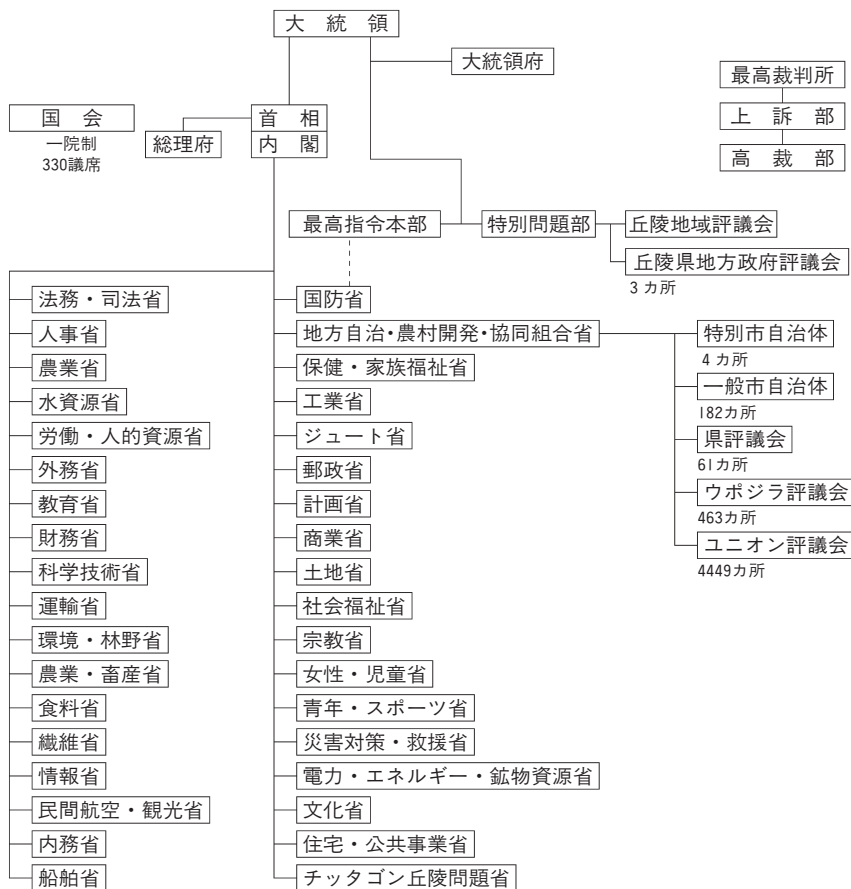 大統領
大統領府
最高裁判所
国会
首相
上訴部
一院制
総理府
内閣
330議席
高裁部
最高指令本部
特別問題部
丘陵地域評議会
丘陵県地方政府評議会
3カ所
法務・司法省
国防省
人事省
地方自治・農村開発・協同組合省
特別市自治体
4カ所
農業省
保健・家族福祉省
一般市自治体
水資源省
工業省
182カ所
労働・人的資源省
ジュート省
県評議会
61カ所
外務省
郵政省
ウポジラ評議会
教育省
計画省
463カ所
財務省
商業省
ユニオン評議会
科学技術省
土地省
4449カ所
運輸省
社会福祉省
環境・林野省
宗教省
農業・畜産省
女性・児童省
食料省
青年・スポーツ省
繊維省
災害対策・救援省
情報省
電力・エネルギー・鉱物資源省
民間航空・観光省
文化省
内務省
住宅・公共事業省
船舶省
チッタゴン丘陵問題省